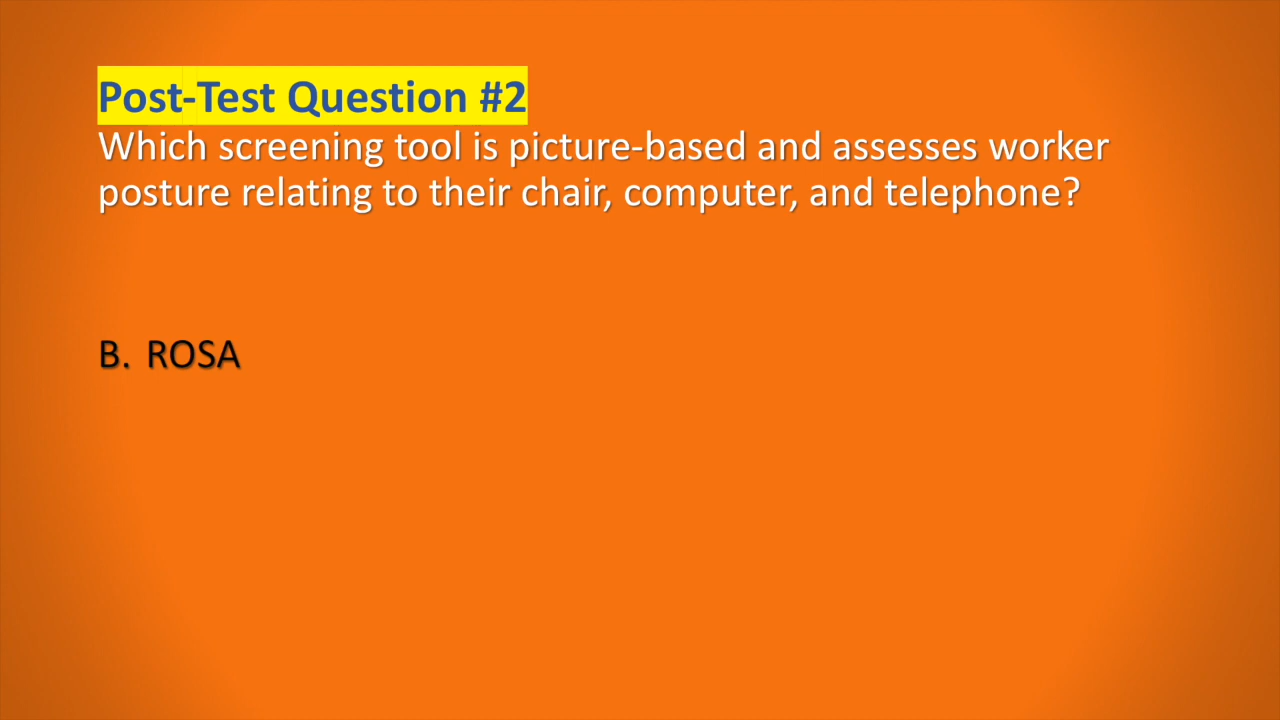 Post-Test Question #2
Which screening tool is picture-based and assesses worker
posture relating to their chair, computer, and telephone?
B. ROSA